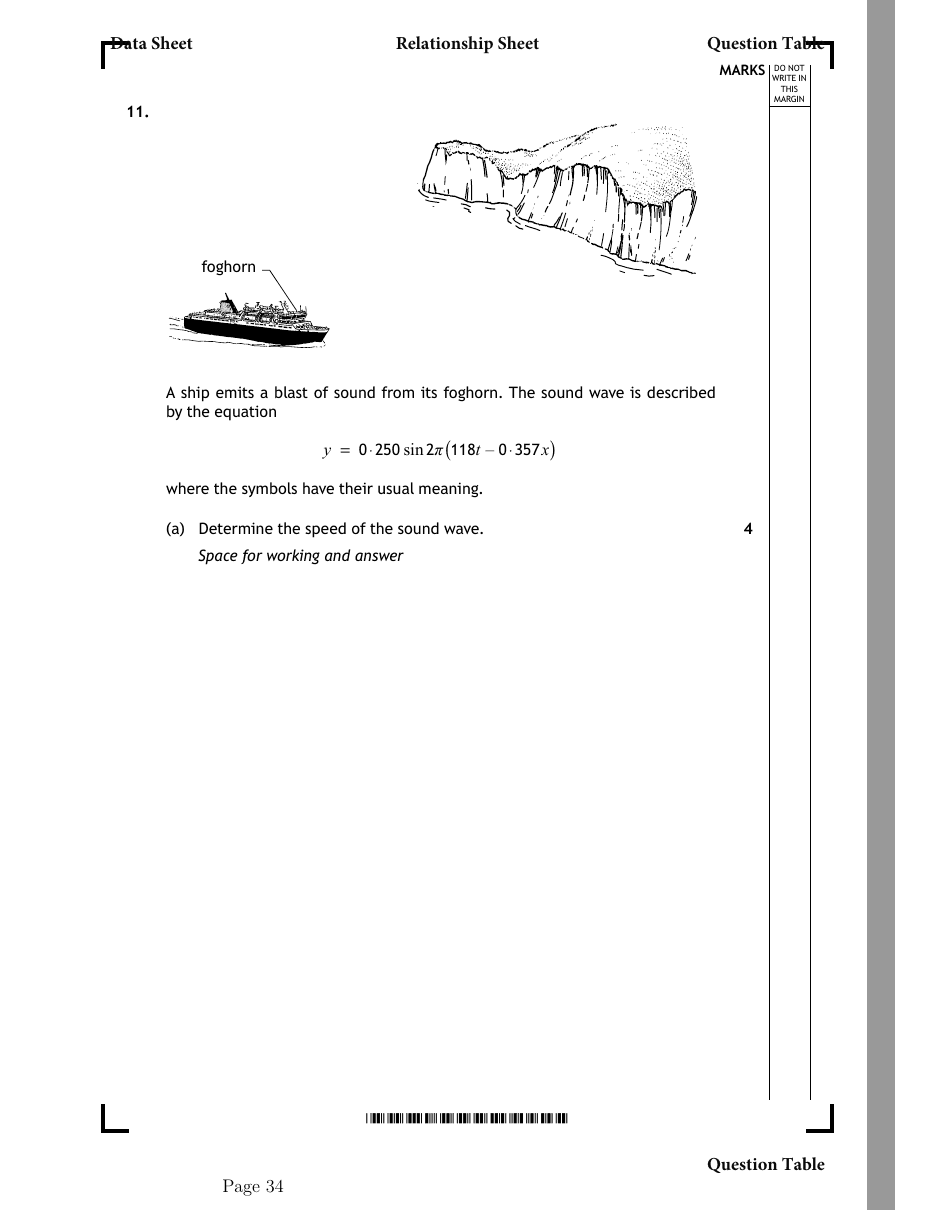 Data Sheet Relationship Sheet Question Table
MARKS
DO NOT
WRITE IN
THIS
MARGIN
11.
foghorn
A ship emits a blast of sound from its foghorn. The sound wave is described
by the equation
y = 0·250 sin 2π(118t − 0·357x)
where the symbols have their usual meaning.
(a) Determine the speed of the sound wave. 4
Space for working and answer
Question Table
Page 34